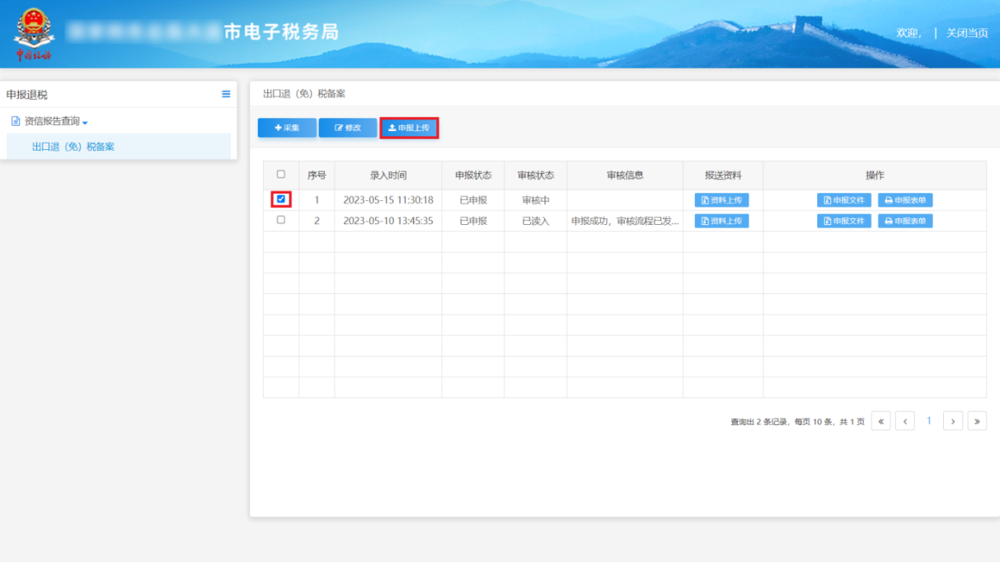 市电子税务局
中国税务
欢迎, | 关闭当页
申报退税
资信报告查询
出口退（免）税备案
出口退（免）税备案
采集 修改 申报上传
序号 录入时间 申报状态 审核状态 审核信息 报送资料 操作
1 2023-05-15 11:30:18 已申报 审核中 资料上传 申报文件 申报表单
2 2023-05-10 13:45:35 已申报 已读入 申报成功，审核流程已发... 资料上传 申报文件 申报表单
查询出 2 条记录, 每页 10 条, 共 1 页 « ‹ 1 › »